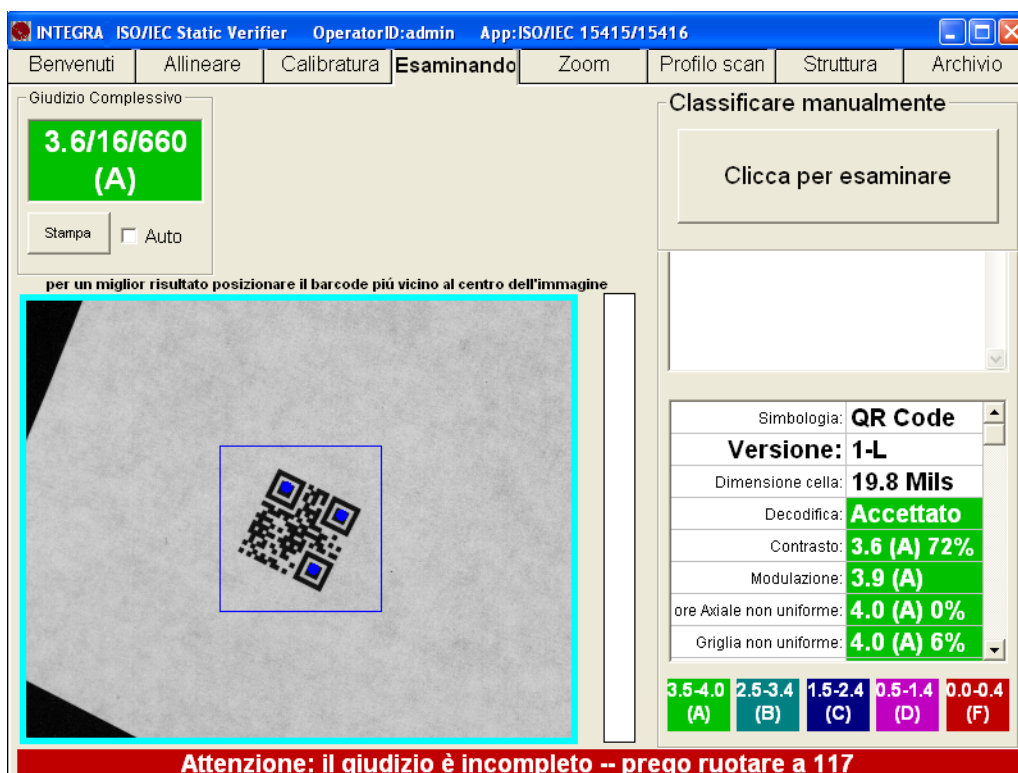 INTEGRA ISO/IEC Static Verifier OperatorID:admin App:ISO/IEC 15415/15416
Benvenuti Allineare Calibratura Esaminando Zoom Profilo scan Struttura Archivio
Giudizio Complessivo
3.6/16/660
(A)
Stampa Auto
Classificare manualmente
Clicca per esaminare
per un miglior risultato posizionare il barcode piú vicino al centro dell'immagine
Simbologia: QR Code
Versione: 1-L
Dimensione cella: 19.8 Mils
Decodifica: Accettato
Contrasto: 3.6 (A) 72%
Modulazione: 3.9 (A)
ore Axiale non uniforme: 4.0 (A) 0%
Griglia non uniforme: 4.0 (A) 6%
3.5-4.0 2.5-3.4 1.5-2.4 0.5-1.4 0.0-0.4
(A) (B) (C) (D) (F)
Attenzione: il giudizio è incompleto -- prego ruotare a 117